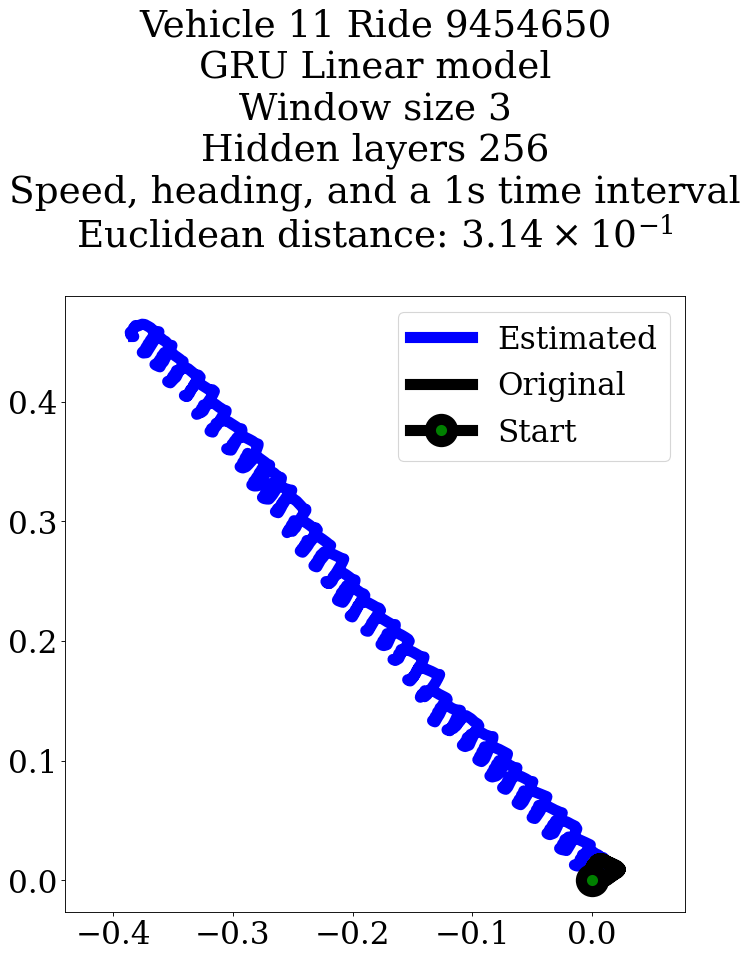 Vehicle 11 Ride 9454650
GRU Linear model
Window size 3
Hidden layers 256
Speed, heading, and a 1s time interval
Euclidean distance: 3.14 × 10⁻¹
Estimated
Original
Start
0.4
0.3
0.2
0.1
0.0
−0.4 −0.3 −0.2 −0.1 0.0